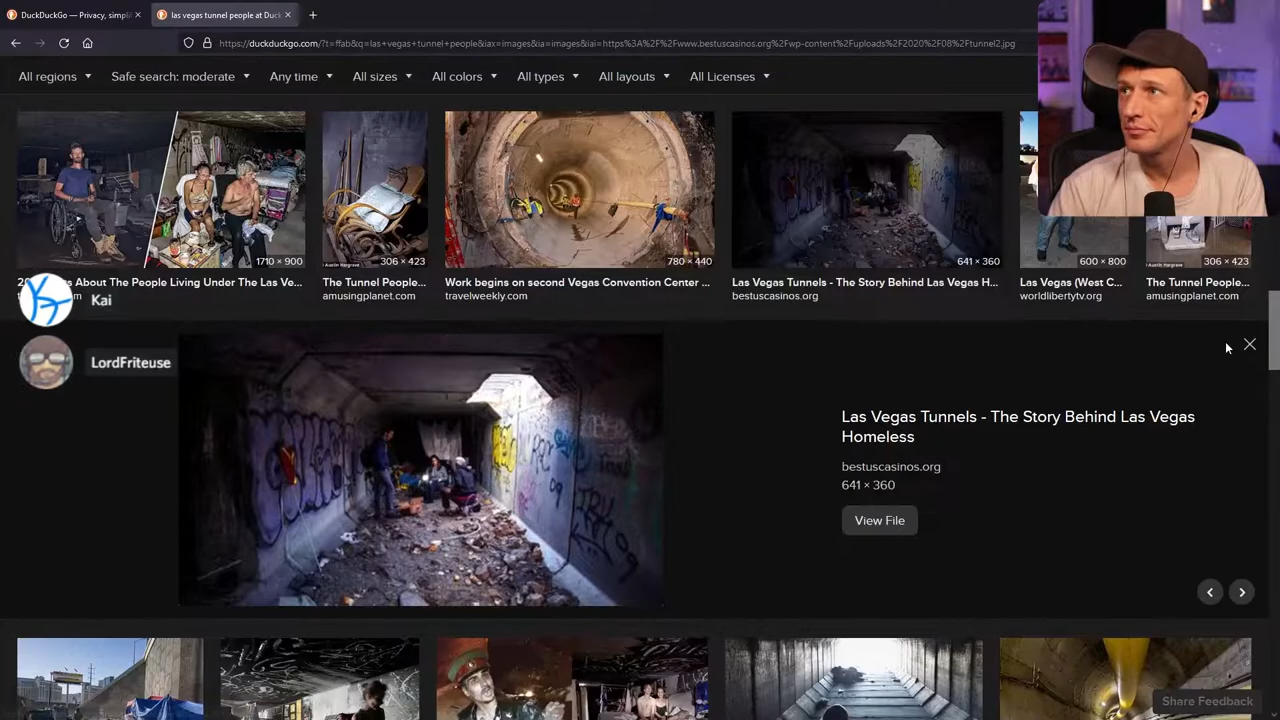 DuckDuckGo — Privacy, simpli
las vegas tunnel people at Duck
https://duckduckgo.com/?t=ffab&q=las+vegas+tunnel+people&iax=images&ia=images&iai=https%3A%2F%2Fwww.bestuscasinos.org%2Fwp-content%2Fuploads%2F2020%2F08%2Ftunnel2.jpg
All regions
Safe search: moderate
Any time
All sizes
All colors
All types
All layouts
All Licenses
1710 × 900
306 × 423
780 × 440
641 × 360
600 × 800
306 × 423
About The People Living Under The Las Ve...
The Tunnel People...
amusingplanet.com
Work begins on second Vegas Convention Center ...
travelweekly.com
Las Vegas Tunnels - The Story Behind Las Vegas H...
bestuscasinos.org
Las Vegas (West C...
worldlibertytv.org
The Tunnel People...
amusingplanet.com
Kai
LordFriteuse
Las Vegas Tunnels - The Story Behind Las Vegas
Homeless
bestuscasinos.org
641 × 360
View File
Share Feedback